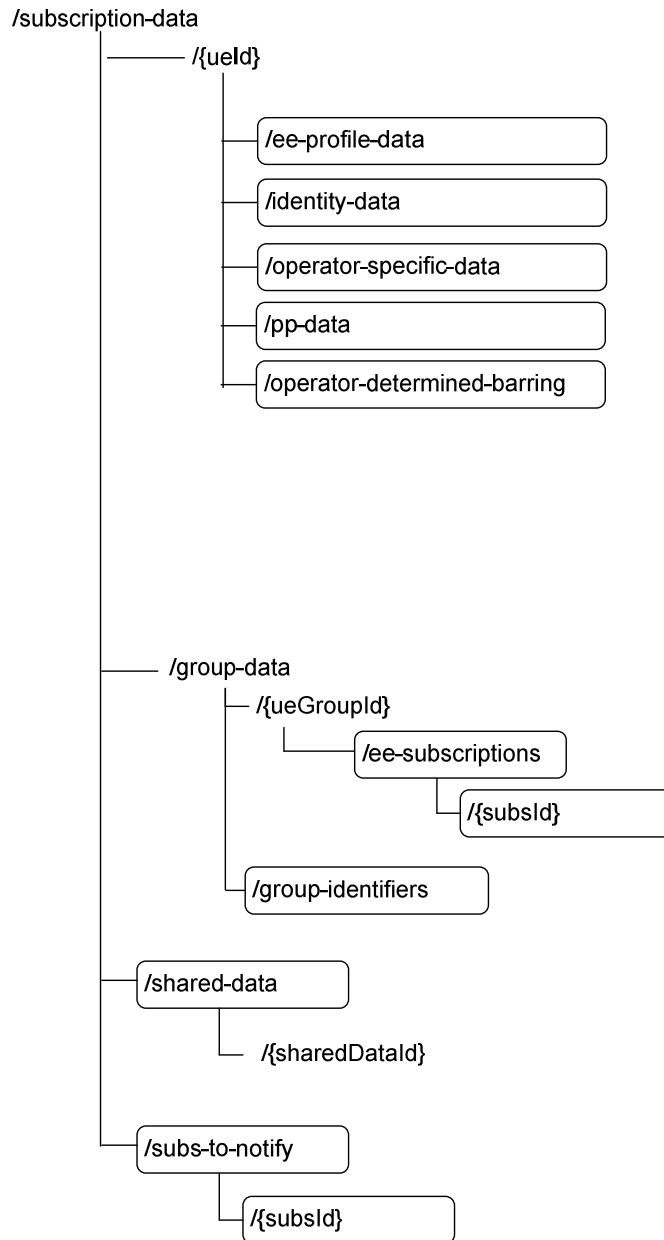 /subscription-data
/{ueId}
/ee-profile-data
/identity-data
/operator-specific-data
/pp-data
/operator-determined-barring
/group-data
/{ueGroupId}
/ee-subscriptions
/{subsId}
/group-identifiers
/shared-data
/{sharedDataId}
/subs-to-notify
/{subsId}